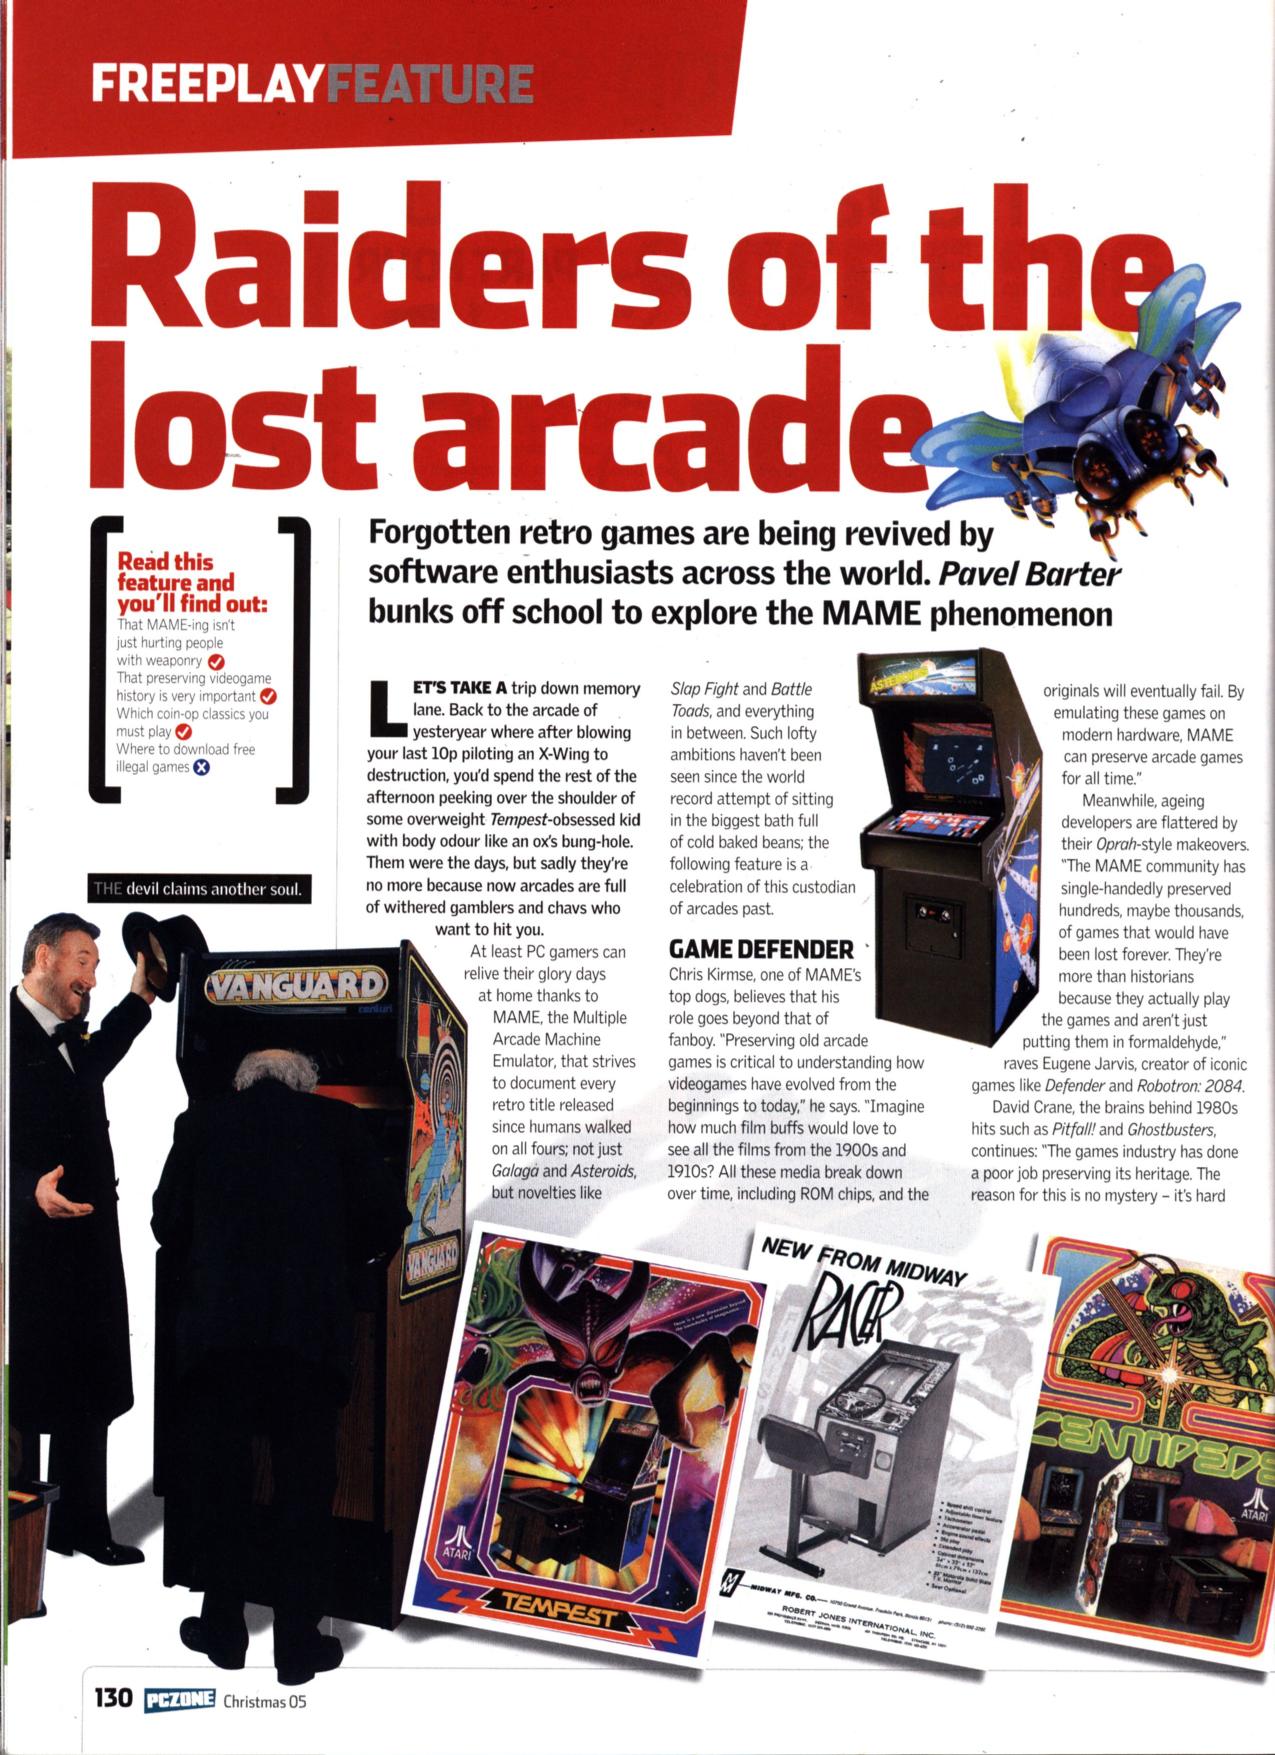 FREEPLAYFEATURE
Raiders of the
lost arcade
Read this
feature and
you'll find out:
That MAME-ing isn't
just hurting people
with weaponry
That preserving videogame
history is very important
Which coin-op classics you
must play
Where to download free
illegal games
Forgotten retro games are being revived by
software enthusiasts across the world. Pavel Barter
bunks off school to explore the MAME phenomenon
LET'S TAKE A trip down memory
lane. Back to the arcade of
yesteryear where after blowing
your last 10p piloting an X-Wing to
destruction, you'd spend the rest of the
afternoon peeking over the shoulder of
some overweight Tempest-obsessed kid
with body odour like an ox's bung-hole.
Them were the days, but sadly they're
no more because now arcades are full
of withered gamblers and chavs who
want to hit you.
At least PC gamers can
relive their glory days
at home thanks to
MAME, the Multiple
Arcade Machine
Emulator, that strives
to document every
retro title released
since humans walked
on all fours; not just
Galaga and Asteroids,
but novelties like
Slap Fight and Battle
Toads, and everything
in between. Such lofty
ambitions haven't been
seen since the world
record attempt of sitting
in the biggest bath full
of cold baked beans; the
following feature is a
celebration of this custodian
of arcades past.
GAME DEFENDER
Chris Kirmse, one of MAME's
top dogs, believes that his
role goes beyond that of
fanboy. "Preserving old arcade
games is critical to understanding how
videogames have evolved from the
beginnings to today," he says. "Imagine
how much film buffs would love to
see all the films from the 1900s and
1910s? All these media break down
over time, including ROM chips, and the
originals will eventually fail. By
emulating these games on
modern hardware, MAME
can preserve arcade games
for all time."
Meanwhile, ageing
developers are flattered by
their Oprah-style makeovers.
"The MAME community has
single-handedly preserved
hundreds, maybe thousands,
of games that would have
been lost forever. They're
more than historians
because they actually play
the games and aren't just
putting them in formaldehyde,"
raves Eugene Jarvis, creator of iconic
games like Defender and Robotron: 2084.
David Crane, the brains behind 1980s
hits such as Pitfall! and Ghostbusters,
continues: "The games industry has done
a poor job preserving its heritage. The
reason for this is no mystery – it's hard
THE devil claims another soul.
VANGUARD
centuri
VANGUARD
ASTEROIDS
ATARI
TEMPEST
NEW FROM MIDWAY
RACER
• Speed shift control
• Adjustable timer feature
• Tachometer
• Accelerator pedal
• Engine sound effects
• Extended play
• Cabinet dimensions
• Seat Optional
MIDWAY MFG. CO.
ROBERT JONES INTERNATIONAL, INC.
CENTIPEDE
ATARI
130 PCZONE Christmas 05